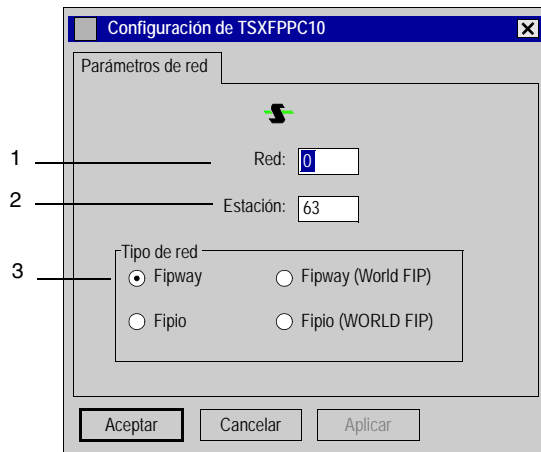 Configuración de TSXFPPC10
Parámetros de red
1 Red: 0
2 Estación: 63
Tipo de red
3 Fipway Fipway (World FIP)
Fipio Fipio (WORLD FIP)
Aceptar Cancelar Aplicar